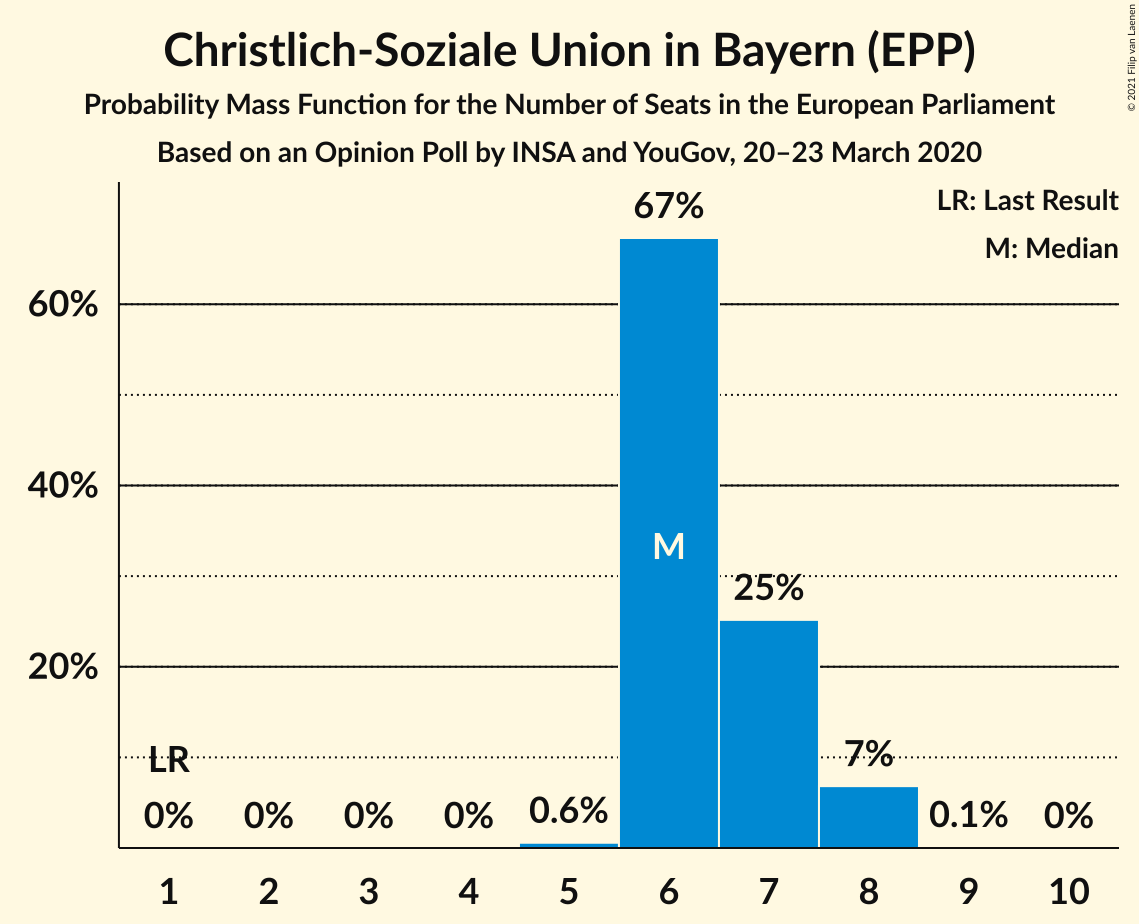 Christlich-Soziale Union in Bayern (EPP)
Probability Mass Function for the Number of Seats in the European Parliament
Based on an Opinion Poll by INSA and YouGov, 20–23 March 2020
© 2021 Filip van Laenen
LR: Last Result
M: Median
67%
60%
40%
M
25%
20%
LR
7%
0% 0% 0% 0% 0.6% 0.1% 0%
1 2 3 4 5 6 7 8 9 10